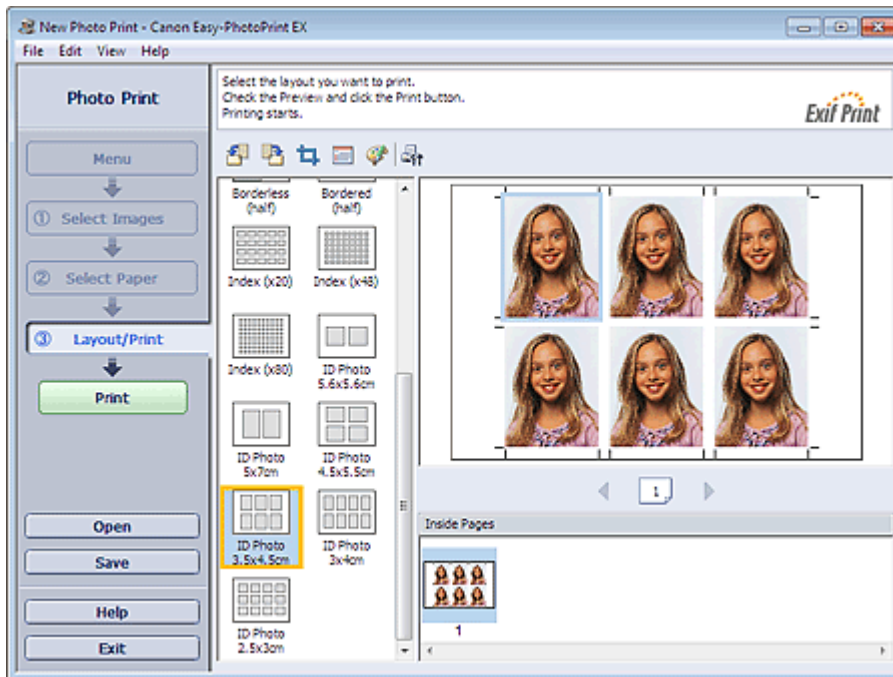 New Photo Print - Canon Easy-PhotoPrint EX
File Edit View Help
Photo Print
Select the layout you want to print.
Check the Preview and click the Print button.
Printing starts.
Exif Print
Menu
① Select Images
② Select Paper
③ Layout/Print
Print
Open
Save
Help
Exit
Borderless Bordered
(half) (half)
Index (x20) Index (x48)
Index (x80) ID Photo
5.6x5.6cm
ID Photo ID Photo
5x7cm 4.5x5.5cm
ID Photo ID Photo
3.5x4.5cm 3x4cm
ID Photo
2.5x3cm
1
Inside Pages
1